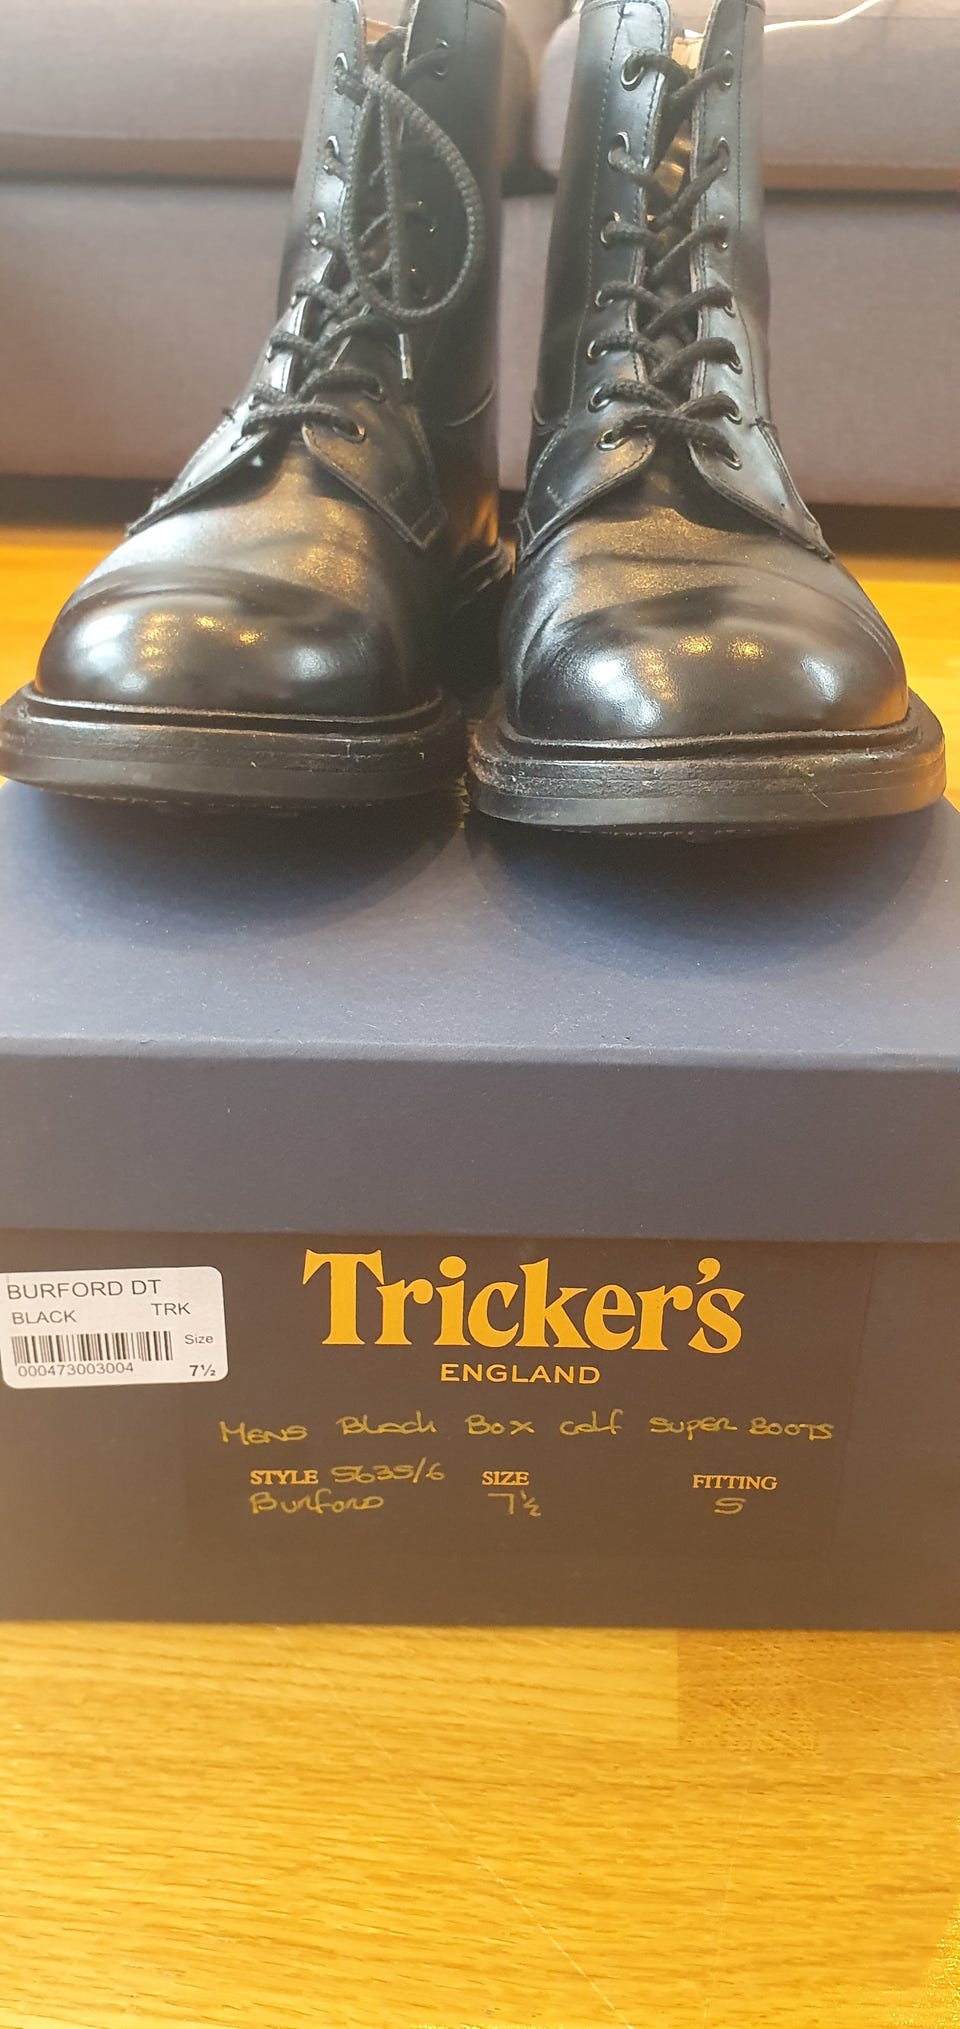 BURFORD DT
BLACK TRK
Size
000473003004 7½
Tricker's
ENGLAND
MENS Black Box calf SUPER BOOTS
STYLE 5635/6 SIZE FITTING
Burford 7½ 5